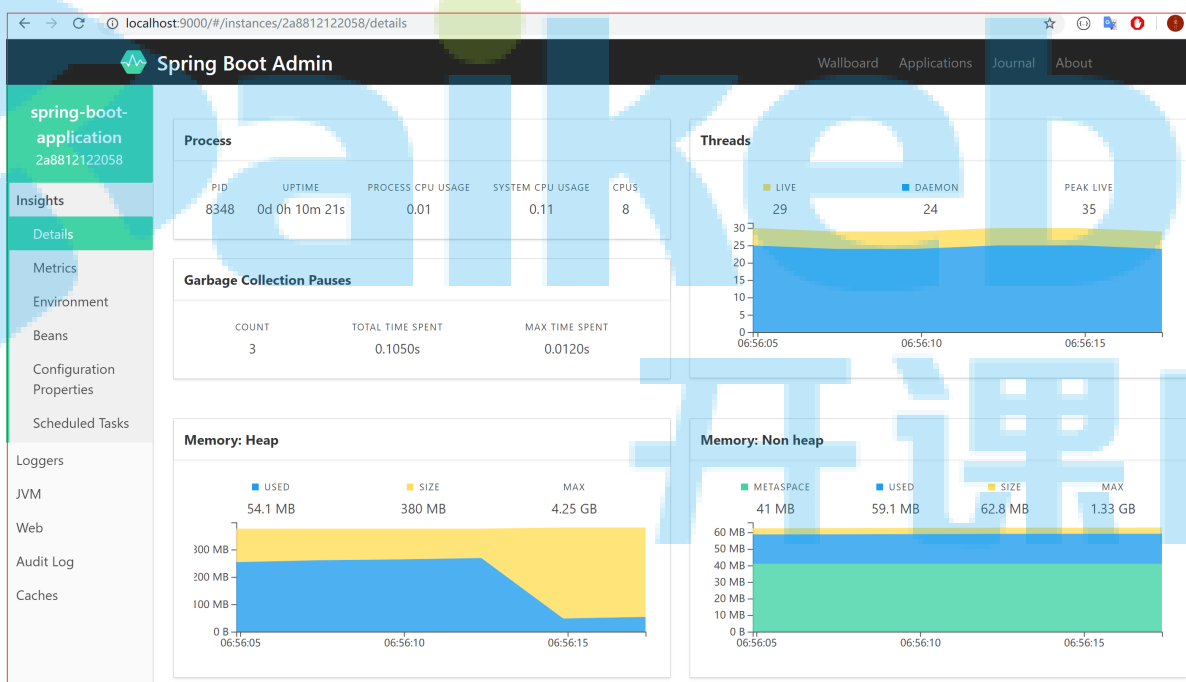 localhost:9000/#/instances/2a8812122058/details
Spring Boot Admin
Wallboard Applications Journal About
spring-boot-
application
2a8812122058
Insights
Details
Metrics
Environment
Beans
Configuration
Properties
Scheduled Tasks
Loggers
JVM
Web
Audit Log
Caches
Process
PID UPTIME PROCESS CPU USAGE SYSTEM CPU USAGE CPUS
8348 0d 0h 10m 21s 0.01 0.11 8
Threads
LIVE DAEMON PEAK LIVE
29 24 35
30
25
20
15
10
5
0
06:56:05 06:56:10 06:56:15
Garbage Collection Pauses
COUNT TOTAL TIME SPENT MAX TIME SPENT
3 0.1050s 0.0120s
Memory: Heap
USED SIZE MAX
54.1 MB 380 MB 4.25 GB
300 MB
200 MB
100 MB
0 B
06:56:05 06:56:10 06:56:15
Memory: Non heap
METASPACE USED SIZE MAX
41 MB 59.1 MB 62.8 MB 1.33 GB
60 MB
50 MB
40 MB
30 MB
20 MB
10 MB
0 B
06:56:05 06:56:10 06:56:15
aikeb
开课